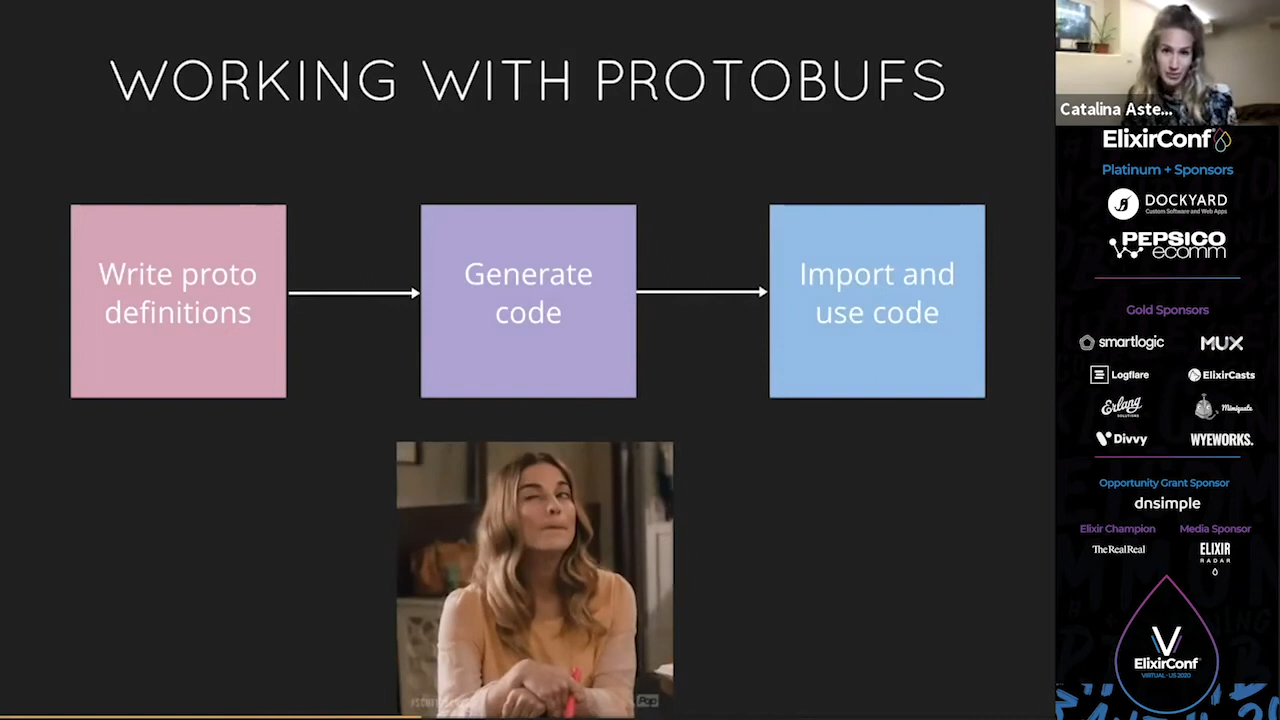 WORKING WITH PROTOBUFS
Write proto
definitions
Generate
code
Import and
use code
Pop
Catalina Aste...
ElixirConf
Platinum + Sponsors
DOCKYARD
Custom Software and Web Apps
PEPSICO
ecomm
Gold Sponsors
smartlogic
MUX
Logflare
ElixirCasts
Erlang
SOLUTIONS
Miniquote
Divvy
WYEWORKS.
Opportunity Grant Sponsor
dnsimple
Elixir Champion
Media Sponsor
TheRealReal
ELIXIR
RADAR
V
ElixirConf
VIRTUAL · US 2020